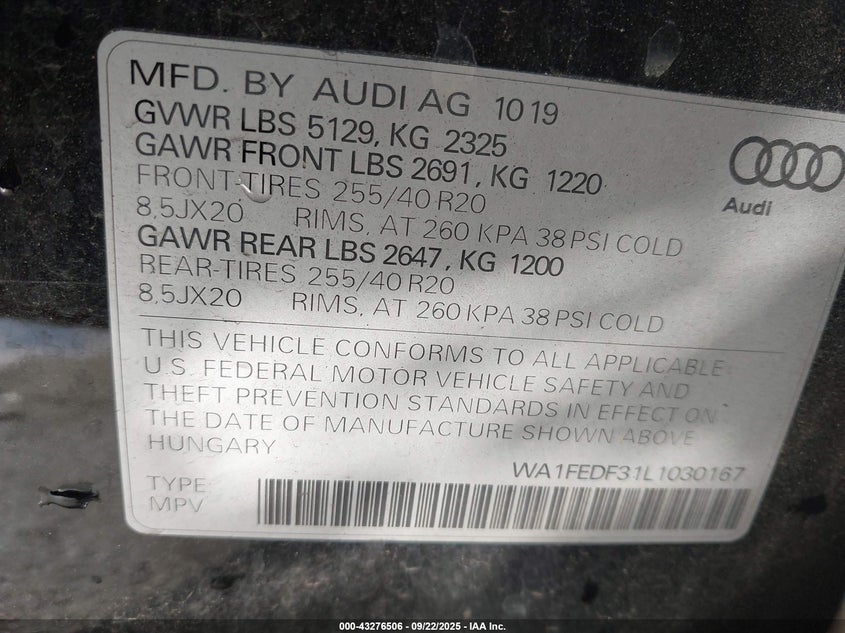 MFD. BY AUDI AG 10 19
GVWR LBS 5129, KG 2325
GAWR FRONT LBS 2691, KG 1220
FRONT-TIRES 255/40 R20
8,5JX20 RIMS, AT 260 KPA 38 PSI COLD
GAWR REAR LBS 2647, KG 1200
REAR-TIRES 255/40 R20
8,5JX20 RIMS, AT 260 KPA 38 PSI COLD
Audi
THIS VEHICLE CONFORMS TO ALL APPLICABLE
U.S. FEDERAL MOTOR VEHICLE SAFETY AND
THEFT PREVENTION STANDARDS IN EFFECT ON
THE DATE OF MANUFACTURE SHOWN ABOVE
HUNGARY
WA1FEDF31L1030167
TYPE
MPV
000-43276506 - 09/22/2025 - IAA Inc.